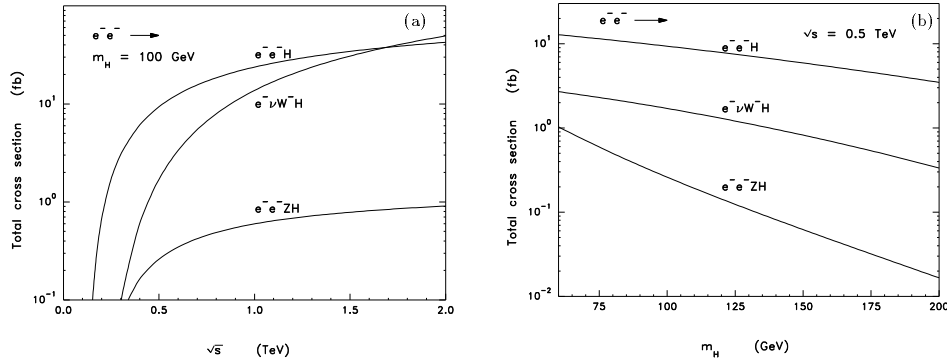 (a)
e⁻e⁻ →
m_H = 100 GeV
e⁻e⁻H
e⁻νW⁻H
e⁻e⁻ZH
Total cross section (fb)
10¹
10⁰
10⁻¹
0.0 0.5 1.0 1.5 2.0
√s (TeV)
(b)
e⁻e⁻ →
√s = 0.5 TeV
e⁻e⁻H
e⁻νW⁻H
e⁻e⁻ZH
Total cross section (fb)
10¹
10⁰
10⁻¹
10⁻²
75 100 125 150 175 200
m_H (GeV)